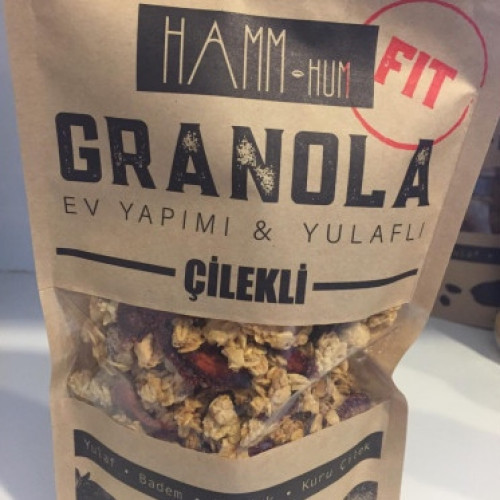 HAMM-HUM
FIT
GRANOLA
EV YAPIMI & YULAFLI
ÇİLEKLİ
Yulaf • Badem • • Kuru Çilek